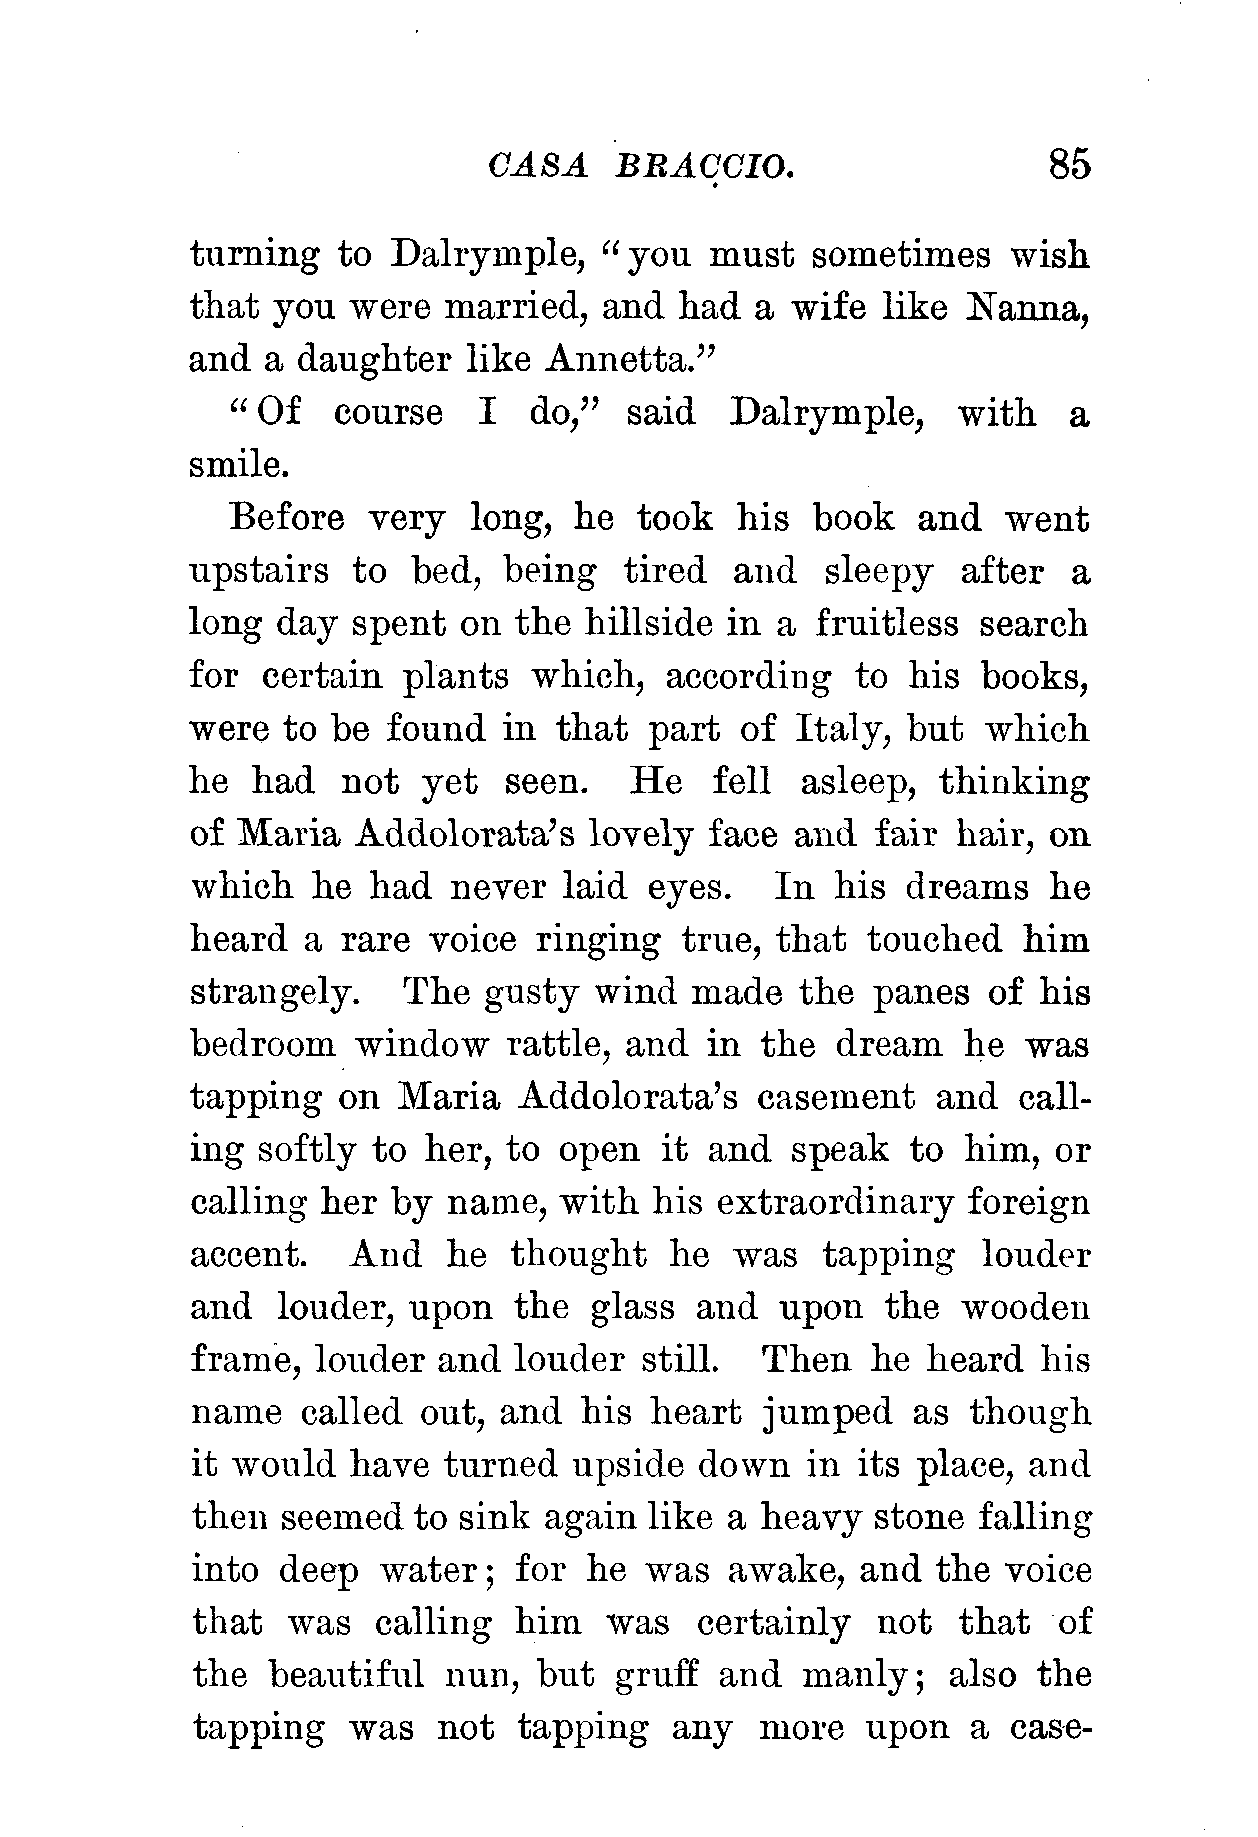 CASA BRACCIO. 85
turning to Dalrymple, “you must sometimes wish
that you were married, and had a wife like Nanna,
and a daughter like Annetta.”
“Of course I do,” said Dalrymple, with a
smile.
Before very long, he took his book and went
upstairs to bed, being tired and sleepy after a
long day spent on the hillside in a fruitless search
for certain plants which, according to his books,
were to be found in that part of Italy, but which
he had not yet seen. He fell asleep, thinking
of Maria Addolorata’s lovely face and fair hair, on
which he had never laid eyes. In his dreams he
heard a rare voice ringing true, that touched him
strangely. The gusty wind made the panes of his
bedroom window rattle, and in the dream he was
tapping on Maria Addolorata’s casement and call-
ing softly to her, to open it and speak to him, or
calling her by name, with his extraordinary foreign
accent. And he thought he was tapping louder
and louder, upon the glass and upon the wooden
frame, louder and louder still. Then he heard his
name called out, and his heart jumped as though
it would have turned upside down in its place, and
then seemed to sink again like a heavy stone falling
into deep water; for he was awake, and the voice
that was calling him was certainly not that of
the beautiful nun, but gruff and manly; also the
tapping was not tapping any more upon a case-